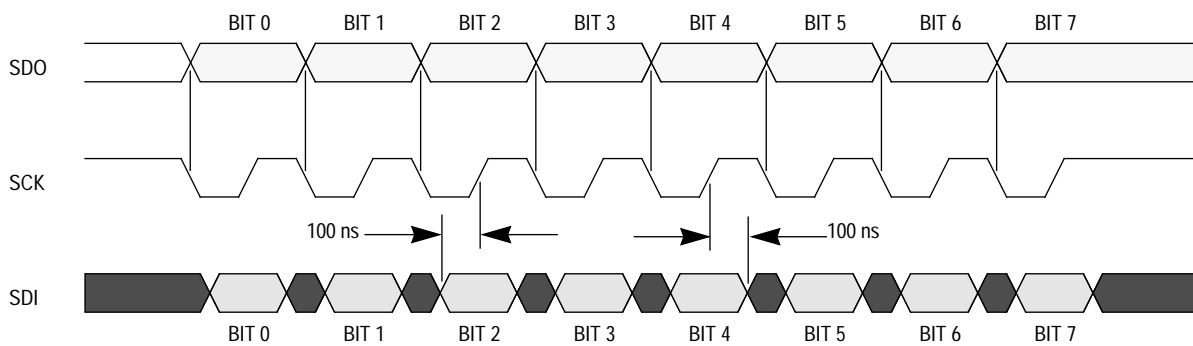 BIT 0 BIT 1 BIT 2 BIT 3 BIT 4 BIT 5 BIT 6 BIT 7
SDO
SCK
100 ns 100 ns
SDI
BIT 0 BIT 1 BIT 2 BIT 3 BIT 4 BIT 5 BIT 6 BIT 7